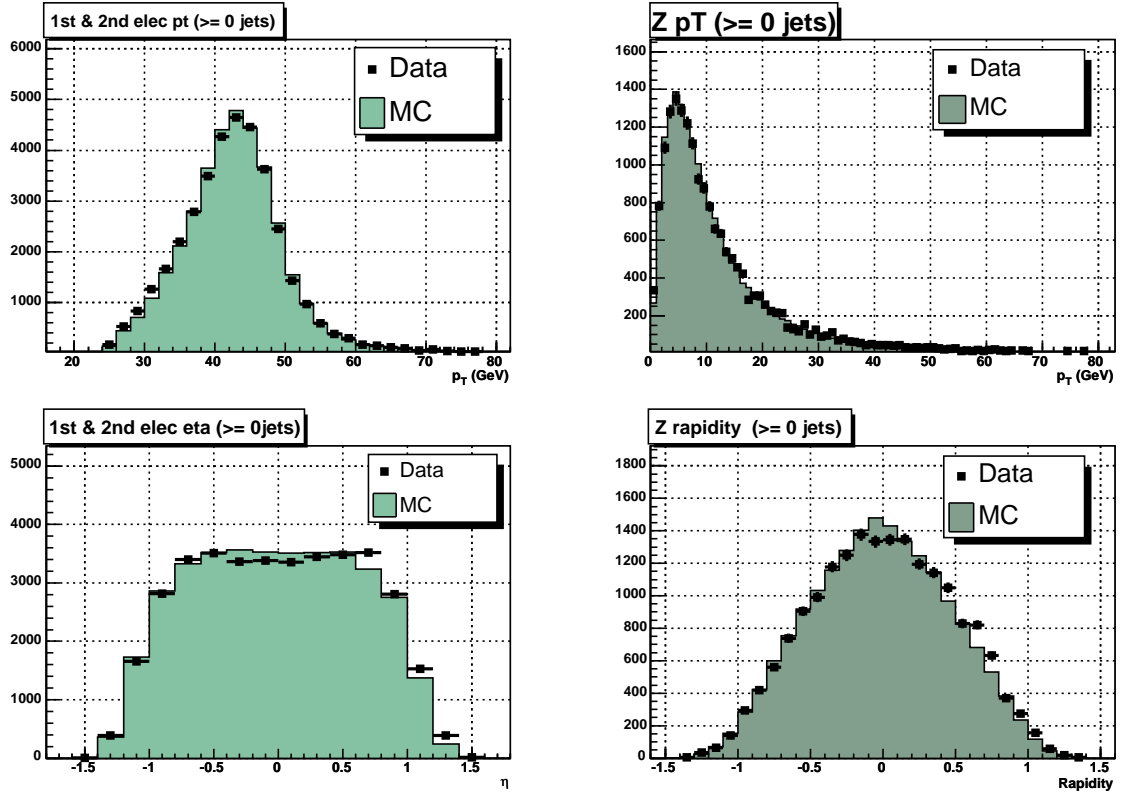 1st & 2nd elec pt (>= 0 jets)
6000
5000
4000
3000
2000
1000
Data
MC
20 30 40 50 60 70 80
p_T (GeV)
Z pT (>= 0 jets)
1600
1400
1200
1000
800
600
400
200
Data
MC
0 10 20 30 40 50 60 70 80
p_T (GeV)
1st & 2nd elec eta (>= 0jets)
5000
4000
3000
2000
1000
0
Data
MC
-1.5 -1 -0.5 0 0.5 1 1.5
η
Z rapidity (>= 0 jets)
1800
1600
1400
1200
1000
800
600
400
200
0
Data
MC
-1.5 -1 -0.5 0 0.5 1 1.5
Rapidity